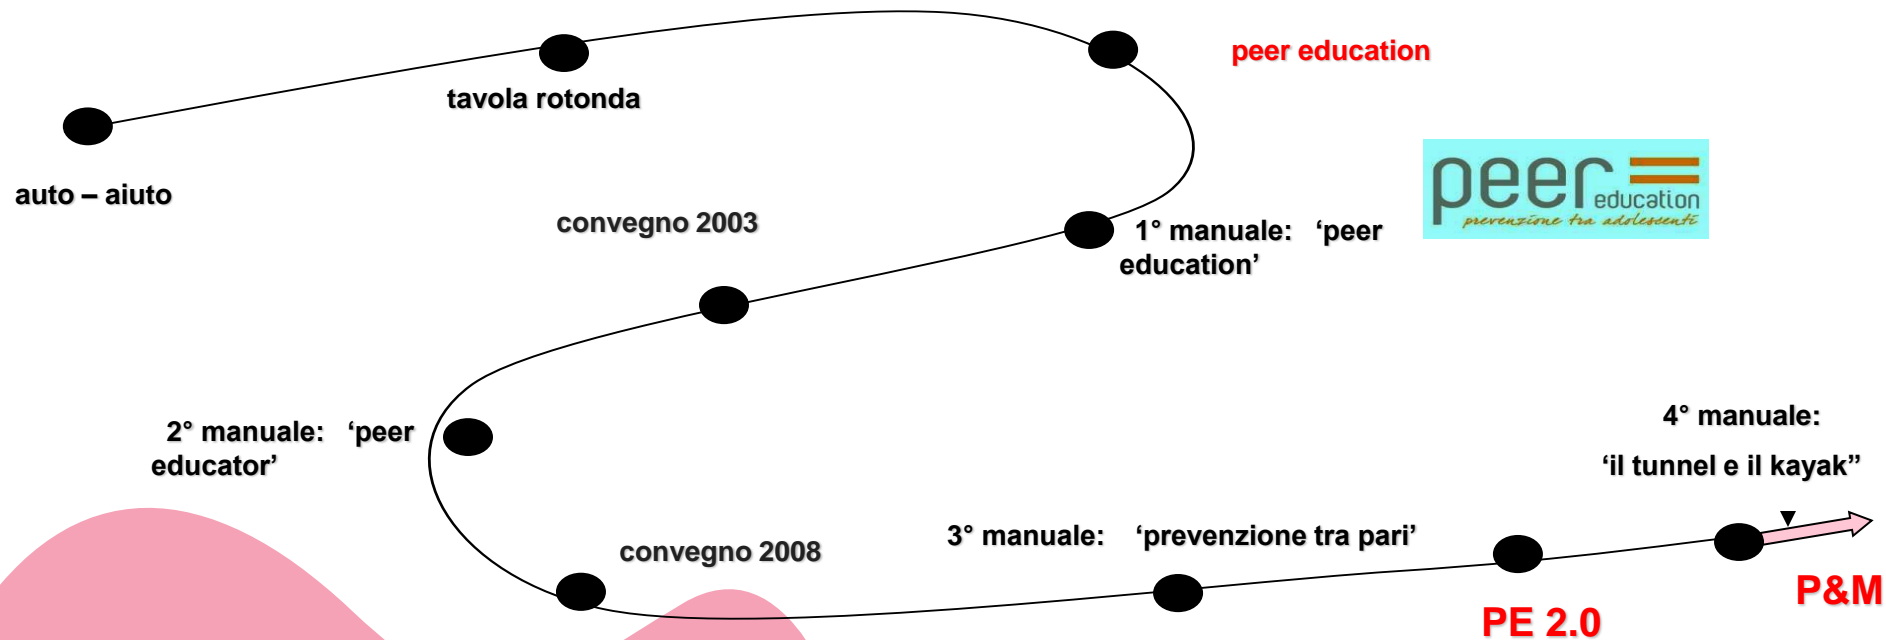 peer education
tavola rotonda
auto – aiuto
peer
education
prevenzione tra adolescenti
convegno 2003
1° manuale: ‘peer
education’
2° manuale: ‘peer
educator’
4° manuale:
‘il tunnel e il kayak”
convegno 2008
3° manuale: ‘prevenzione tra pari’
P&M
PE 2.0